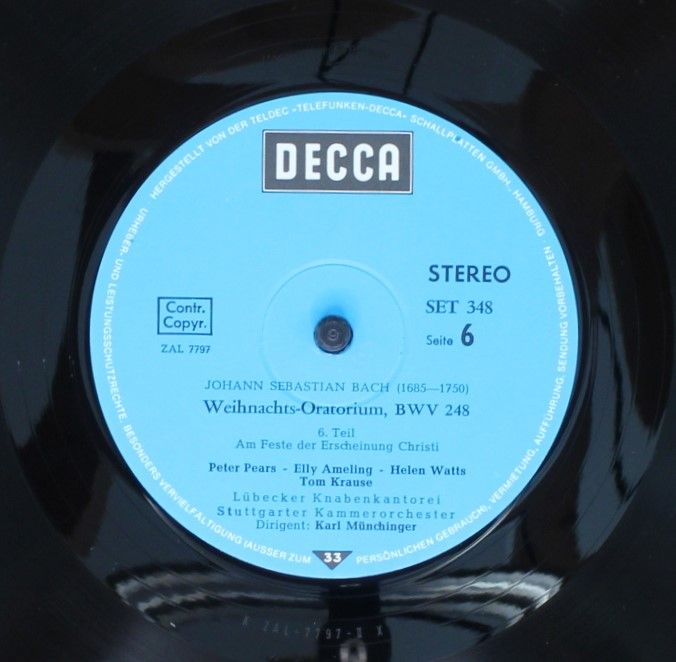 HERGESTELLT VON DER TELDEC »TELEFUNKEN-DECCA« SCHALLPLATTEN GMBH., HAMBURG · URHEBER- UND LEISTUNGSSCHUTZRECHTE, BESONDERS VERVIELFÄLTIGUNG (AUSSER ZUM PERSÖNLICHEN GEBRAUCH), VERMIETUNG, AUFFÜHRUNG, SENDUNG VORBEHALTEN ·
DECCA
STEREO
SET 348
Seite 6
Contr.
Copyr.
ZAL 7797
JOHANN SEBASTIAN BACH (1685—1750)
Weihnachts-Oratorium, BWV 248
6. Teil
Am Feste der Erscheinung Christi
Peter Pears - Elly Ameling - Helen Watts
Tom Krause
Lübecker Knabenkantorei
Stuttgarter Kammerorchester
Dirigent: Karl Münchinger
33